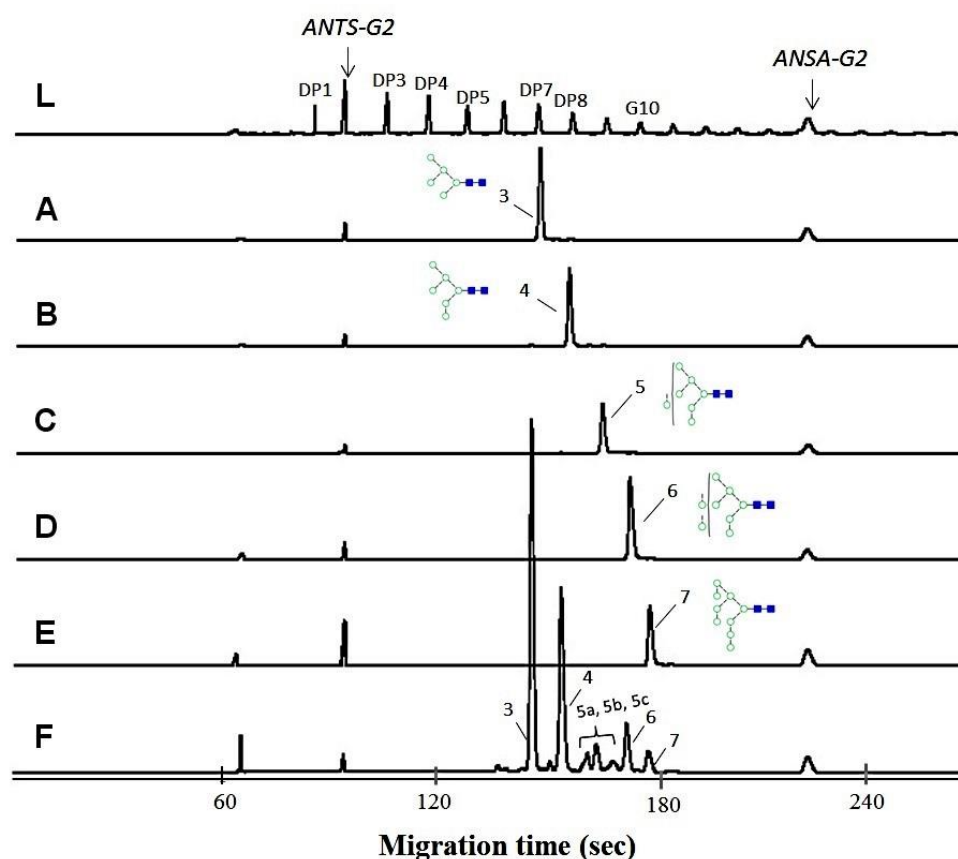 ANTS-G2
ANSA-G2
L
DP1
DP3
DP4
DP5
DP7
DP8
G10
A
3
B
4
C
5
D
6
E
7
F
3
4
5a, 5b, 5c
6
7
60
120
180
240
Migration time (sec)